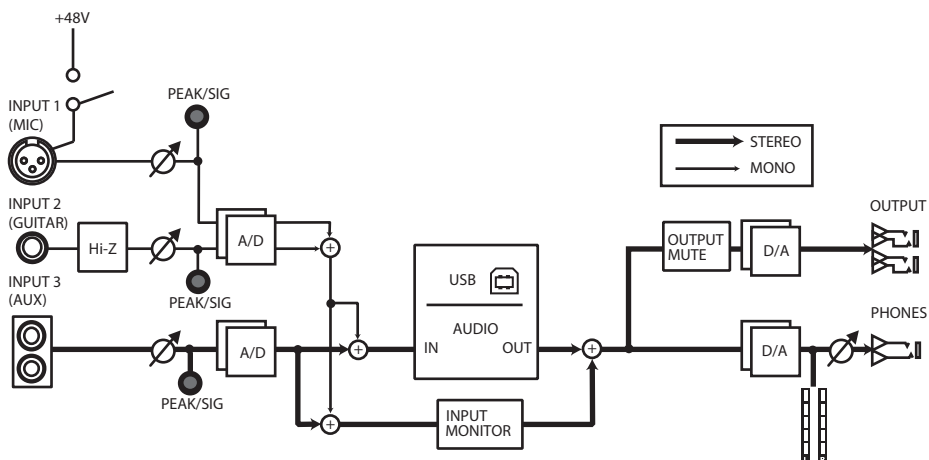 +48V
INPUT 1
(MIC)
PEAK/SIG
INPUT 2
(GUITAR)
Hi-Z
A/D
PEAK/SIG
INPUT 3
(AUX)
A/D
PEAK/SIG
USB
AUDIO
IN
OUT
INPUT
MONITOR
STEREO
MONO
OUTPUT
MUTE
D/A
OUTPUT
D/A
PHONES